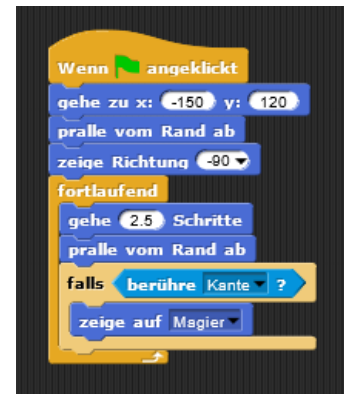 Wenn angeklickt
gehe zu x: -150 y: 120
pralle vom Rand ab
zeige Richtung -90
fortlaufend
gehe 2.5 Schritte
pralle vom Rand ab
falls berühre Kante ?
zeige auf Magier